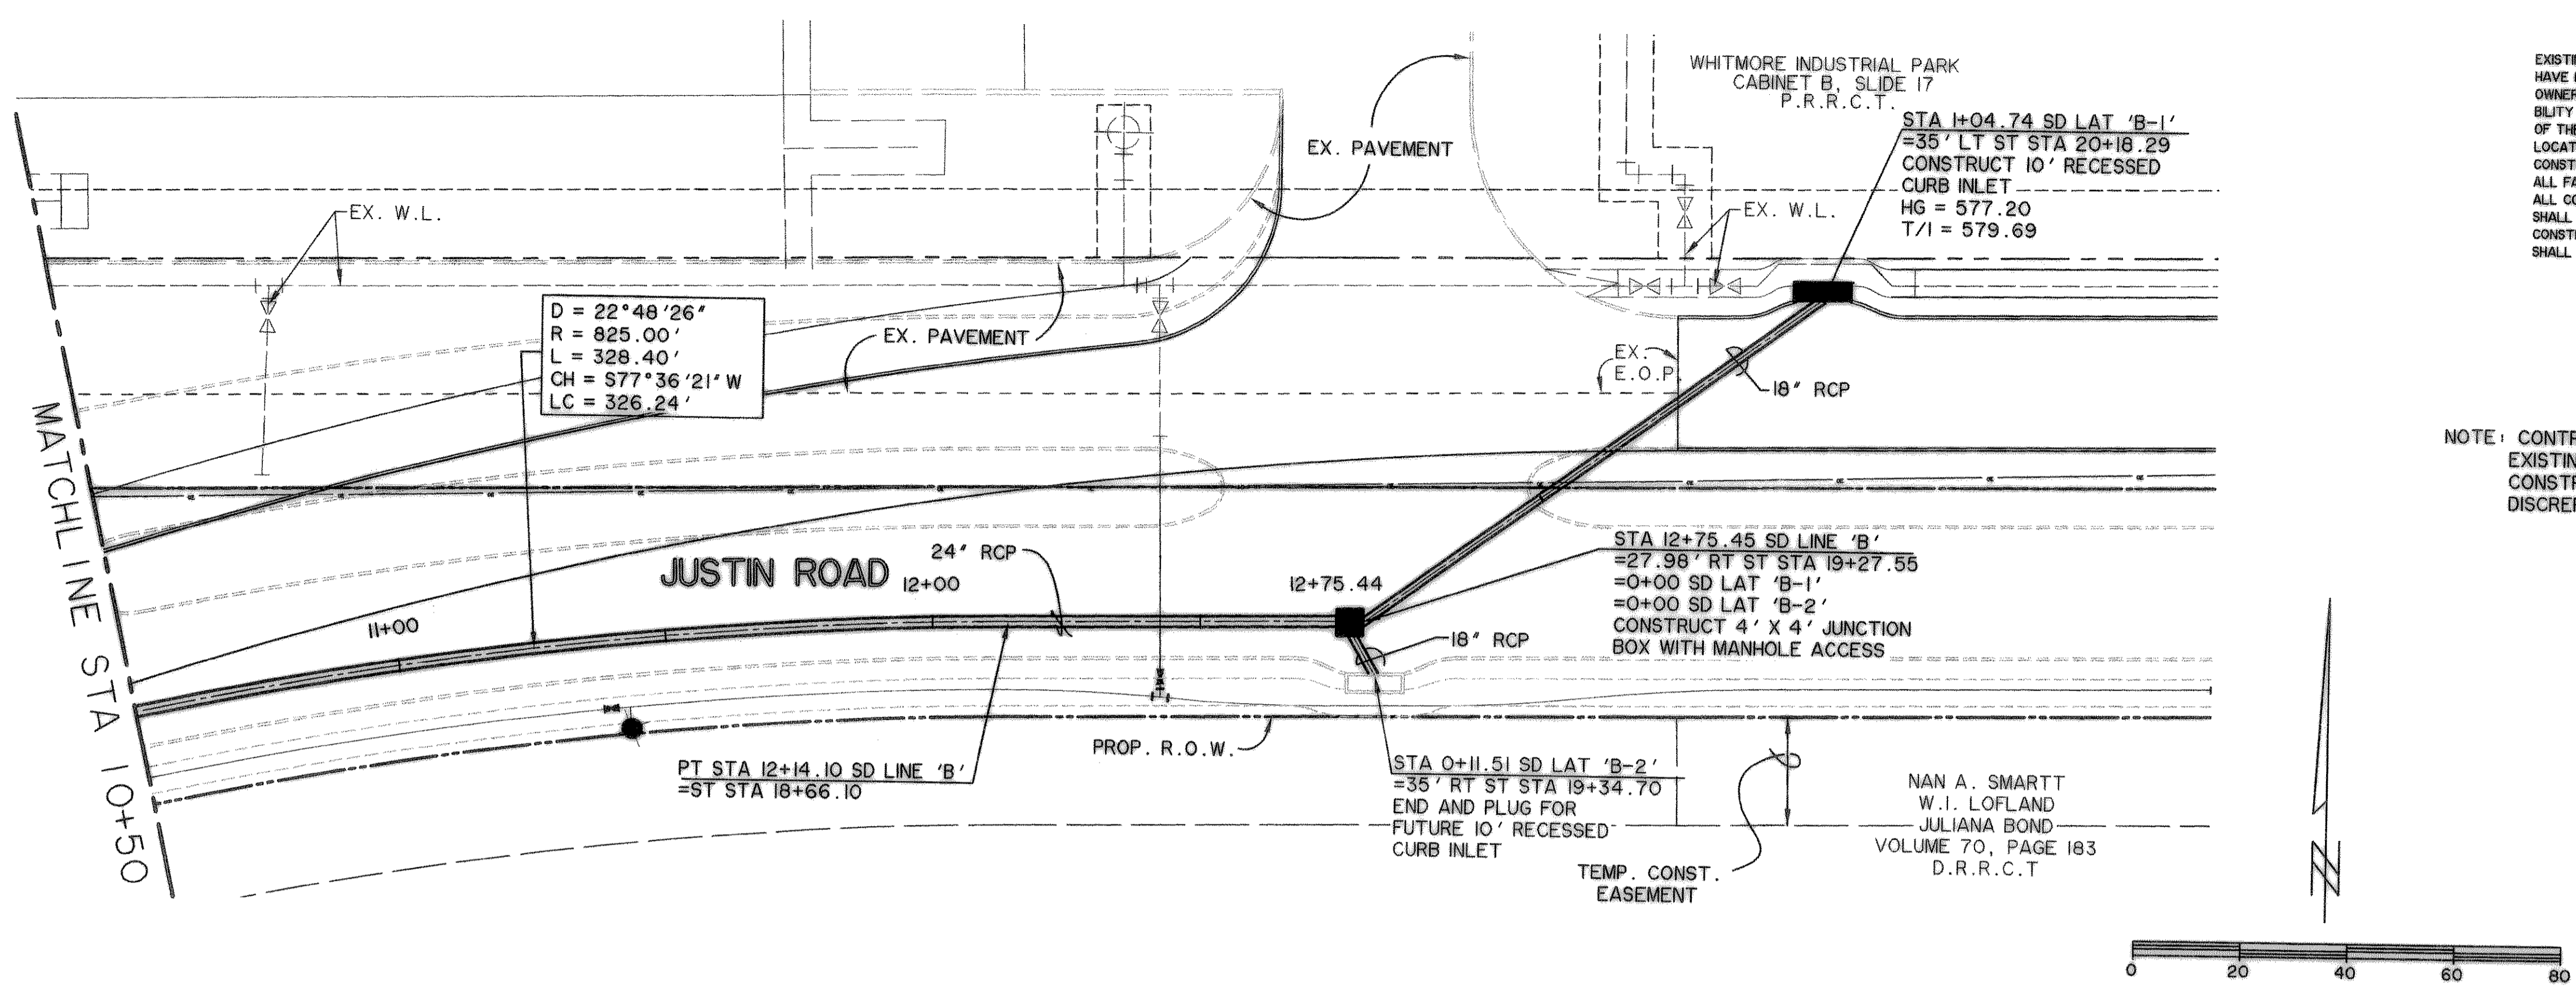 WHITMORE INDUSTRIAL PARK
CABINET B, SLIDE 17
P.R.R.C.T.
STA 1+04.74 SD LAT 'B-1'
=35' LT ST STA 20+18.29
CONSTRUCT 10' RECESSED
CURB INLET
HG = 577.20
T/I = 579.69
EX. PAVEMENT
EX. W.L.
EX. W.L.
D = 22°48'26"
R = 825.00'
L = 328.40'
CH = S77°36'21" W
LC = 326.24'
EX. PAVEMENT
EX.
E.O.P.
18" RCP
MATCHLINE STA 10+50
JUSTIN ROAD
24" RCP
11+00
12+00
12+75.44
STA 12+75.45 SD LINE 'B'
=27.98' RT ST STA 19+27.55
=0+00 SD LAT 'B-1'
=0+00 SD LAT 'B-2'
CONSTRUCT 4' X 4' JUNCTION
BOX WITH MANHOLE ACCESS
18" RCP
PROP. R.O.W.
PT STA 12+14.10 SD LINE 'B'
=ST STA 18+66.10
STA 0+11.51 SD LAT 'B-2'
=35' RT ST STA 19+34.70
END AND PLUG FOR
FUTURE 10' RECESSED
CURB INLET
TEMP. CONST.
EASEMENT
NAN A. SMARTT
W.I. LOFLAND
JULIANA BOND
VOLUME 70, PAGE 183
D.R.R.C.T
HAVE
BILITY
OF THE
ALL
SHALL
SHALL
NOTE:
N
0 20 40 60 80